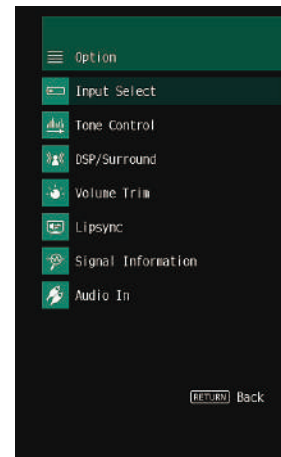 Option
Input Select
Tone Control
DSP/Surround
Volume Trim
Lipsync
Signal Information
Audio In
RETURN Back